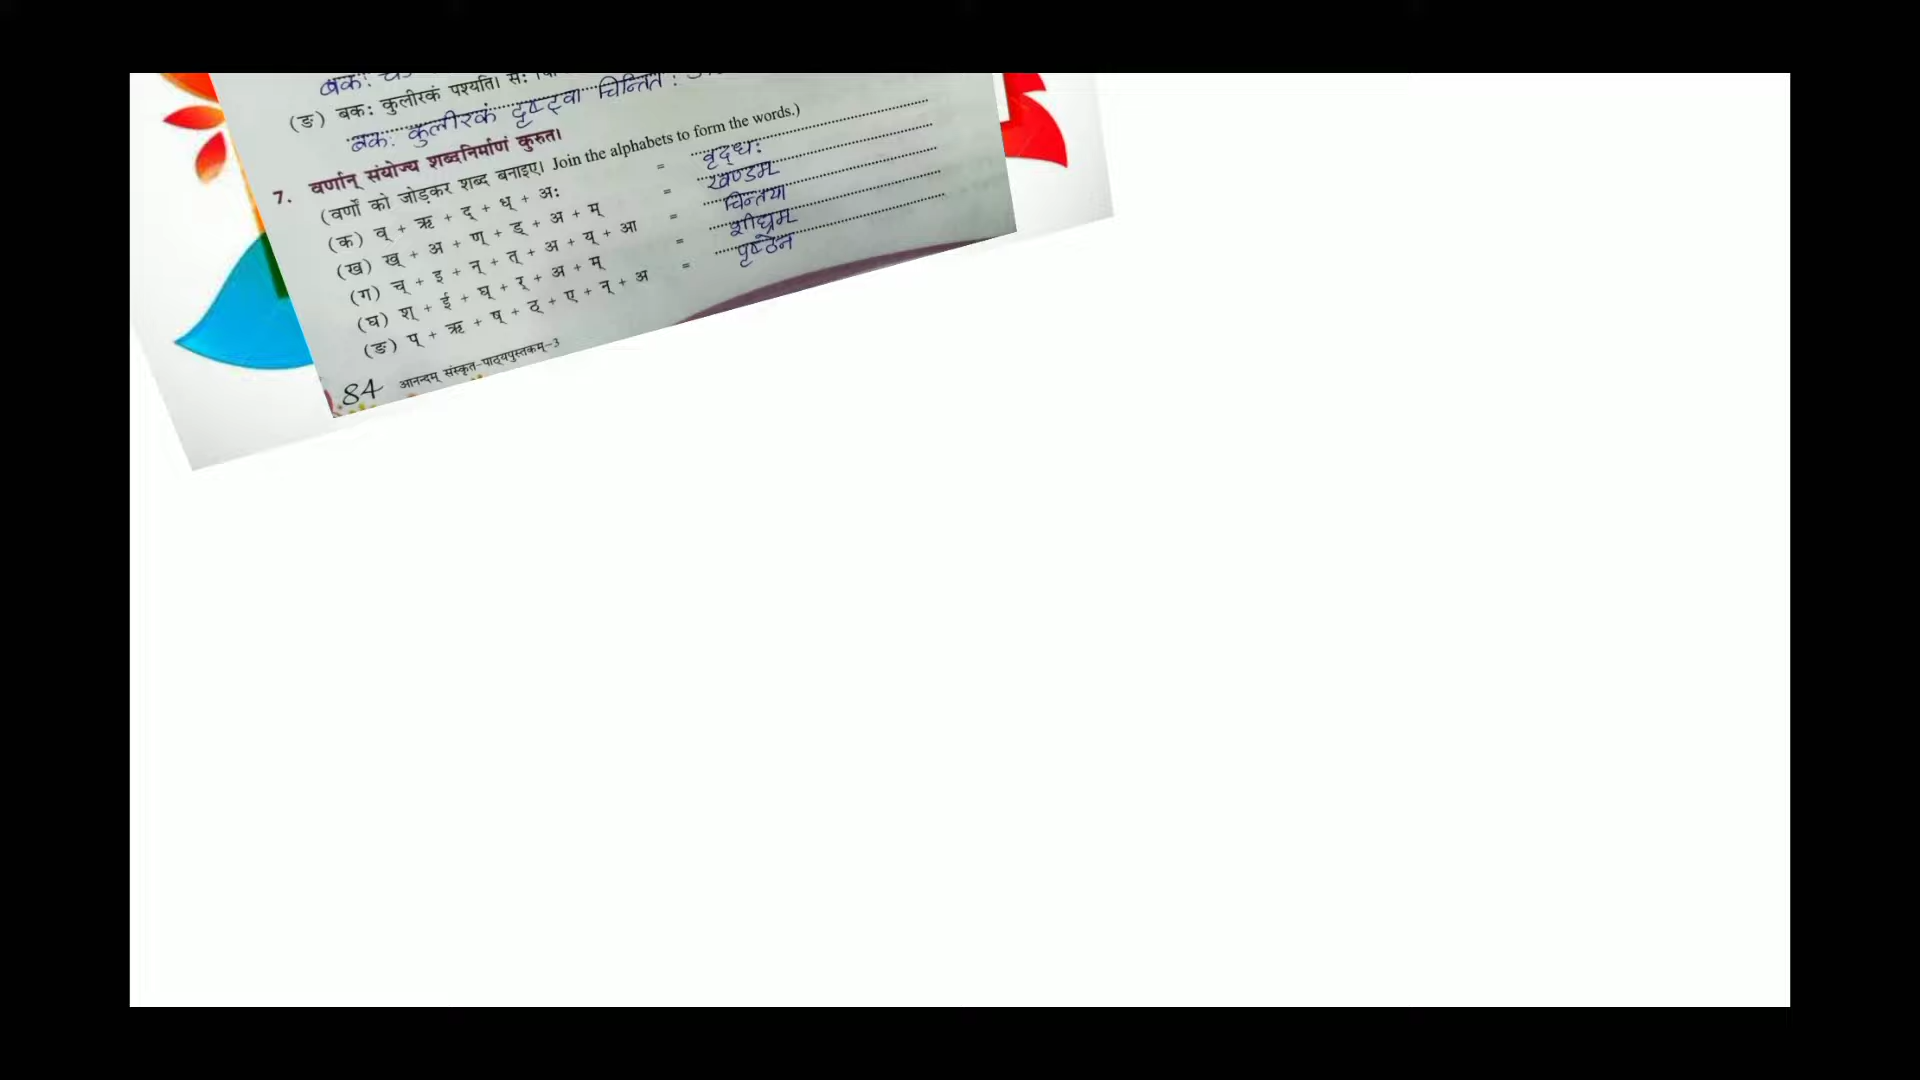 बकः
(ङ) बकः कुलीरकं पश्यति। सः
बकः कुलीरकं दृष्ट्वा चिन्तितः
7. वर्णान् संयोज्य शब्दनिर्माणं कुरुत।
(वर्णों को जोड़कर शब्द बनाइए। Join the alphabets to form the words.)
(क) व् + ऋ + द् + ध् + अः = वृद्धः
(ख) ख् + अ + ण् + ड् + अ + म् = खण्डम्
(ग) च् + इ + न् + त् + अ + य् + आ = चिन्तया
(घ) श् + ई + घ् + र् + अ + म् = शीघ्रम्
(ङ) प् + ऋ + ष् + ठ् + ए + न् + अ = पृष्ठेन
84 आनन्दम् संस्कृत-पाठ्यपुस्तकम्-3